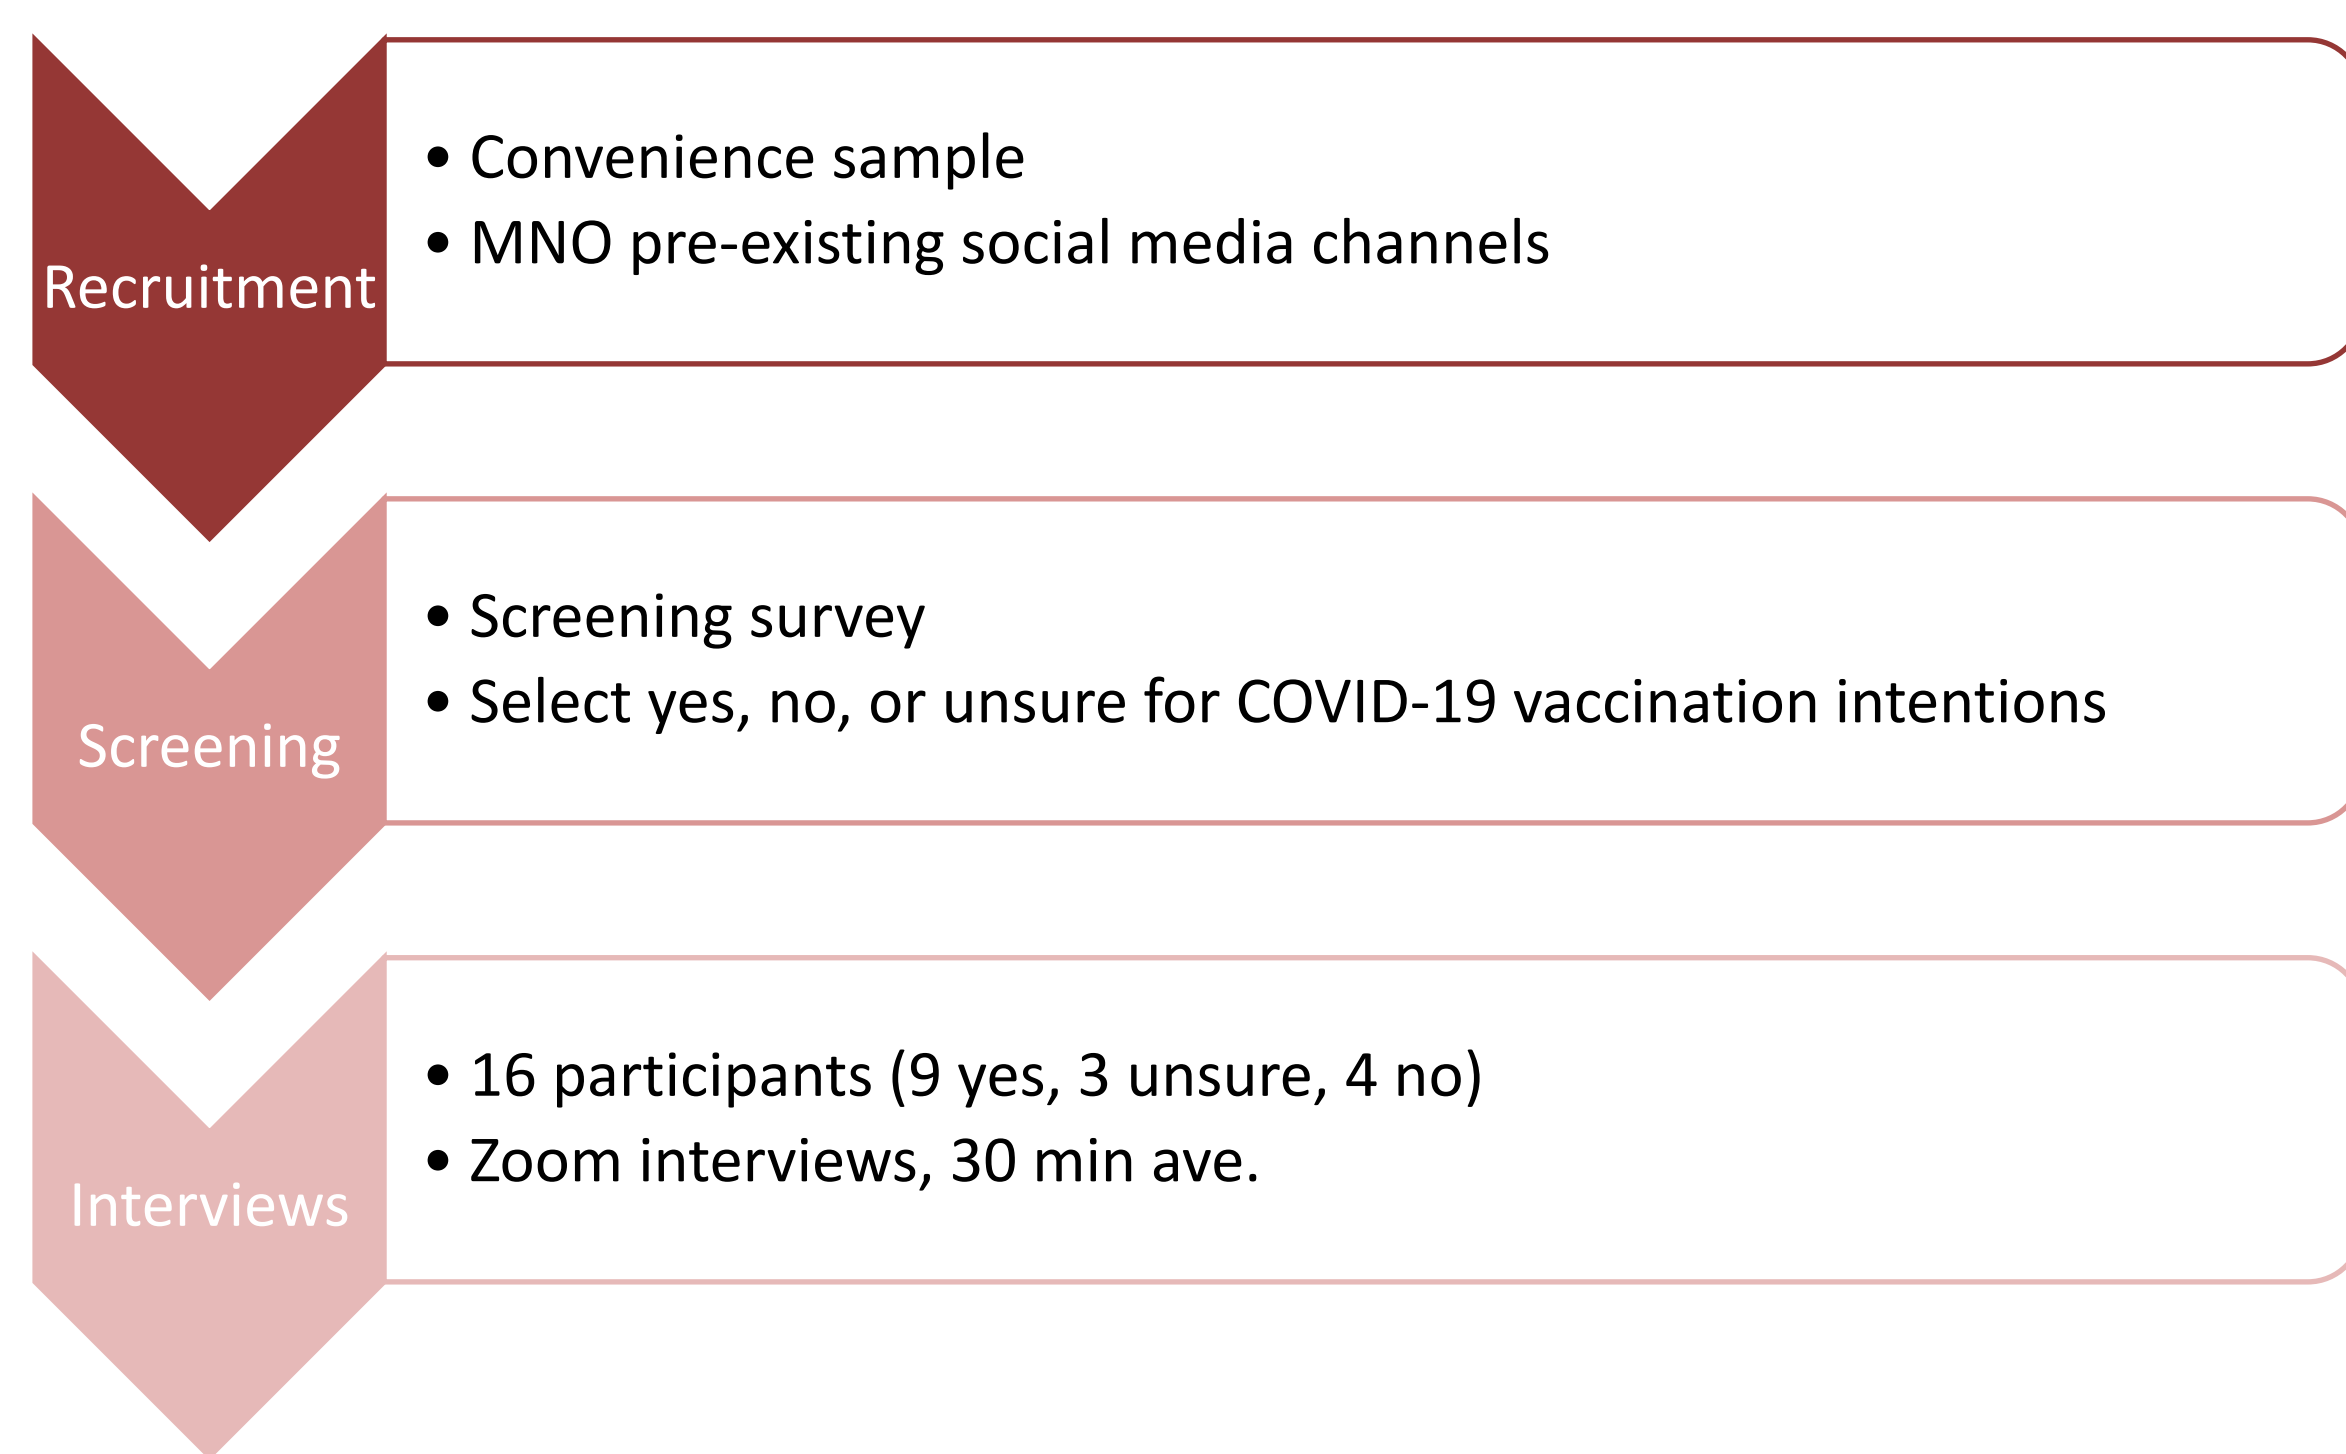 Recruitment
• Convenience sample
• MNO pre-existing social media channels
Screening
• Screening survey
• Select yes, no, or unsure for COVID-19 vaccination intentions
Interviews
• 16 participants (9 yes, 3 unsure, 4 no)
• Zoom interviews, 30 min ave.